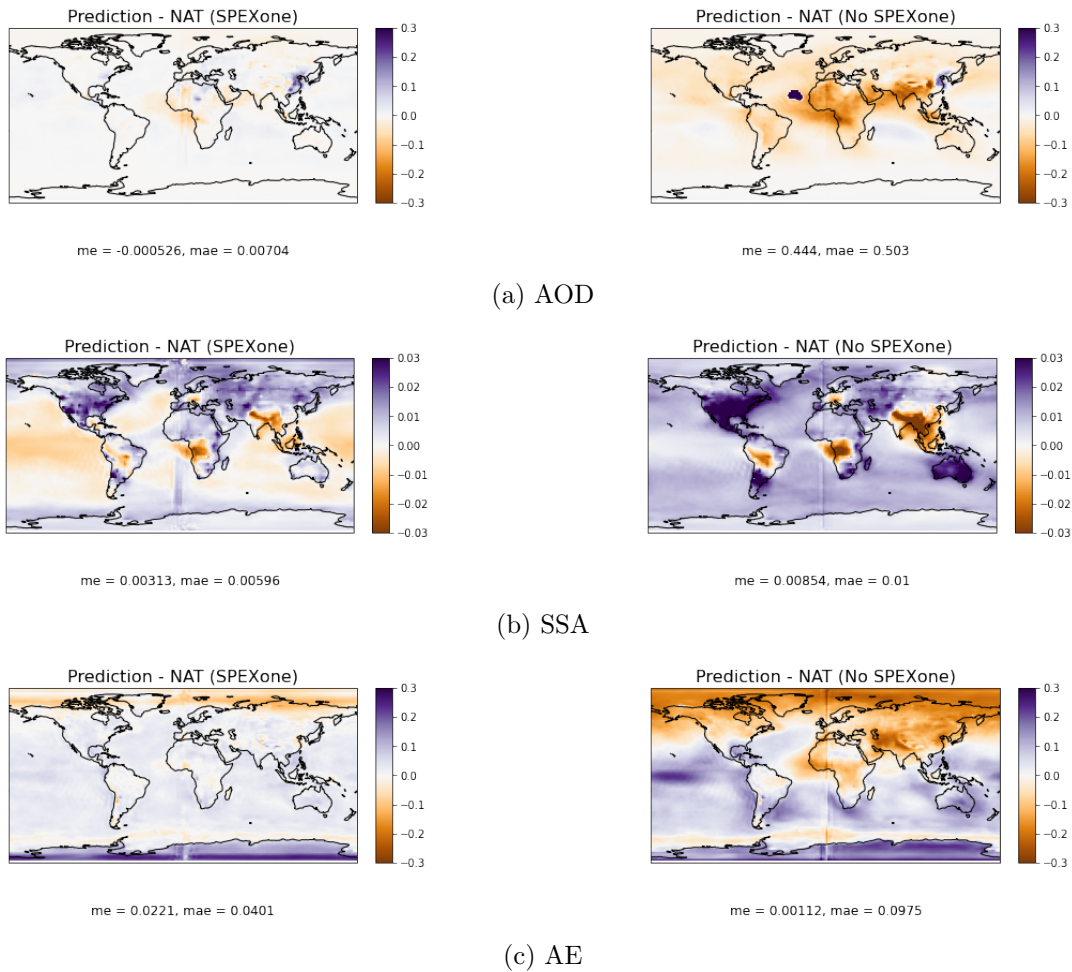 Prediction - NAT (SPEXone)
0.3
0.2
0.1
0.0
−0.1
−0.2
−0.3
me = -0.000526, mae = 0.00704
Prediction - NAT (No SPEXone)
0.3
0.2
0.1
0.0
−0.1
−0.2
−0.3
me = 0.444, mae = 0.503
(a) AOD
Prediction - NAT (SPEXone)
0.03
0.02
0.01
0.00
−0.01
−0.02
−0.03
me = 0.00313, mae = 0.00596
Prediction - NAT (No SPEXone)
0.03
0.02
0.01
0.00
−0.01
−0.02
−0.03
me = 0.00854, mae = 0.01
(b) SSA
Prediction - NAT (SPEXone)
0.3
0.2
0.1
0.0
−0.1
−0.2
−0.3
me = 0.0221, mae = 0.0401
Prediction - NAT (No SPEXone)
0.3
0.2
0.1
0.0
−0.1
−0.2
−0.3
me = 0.00112, mae = 0.0975
(c) AE